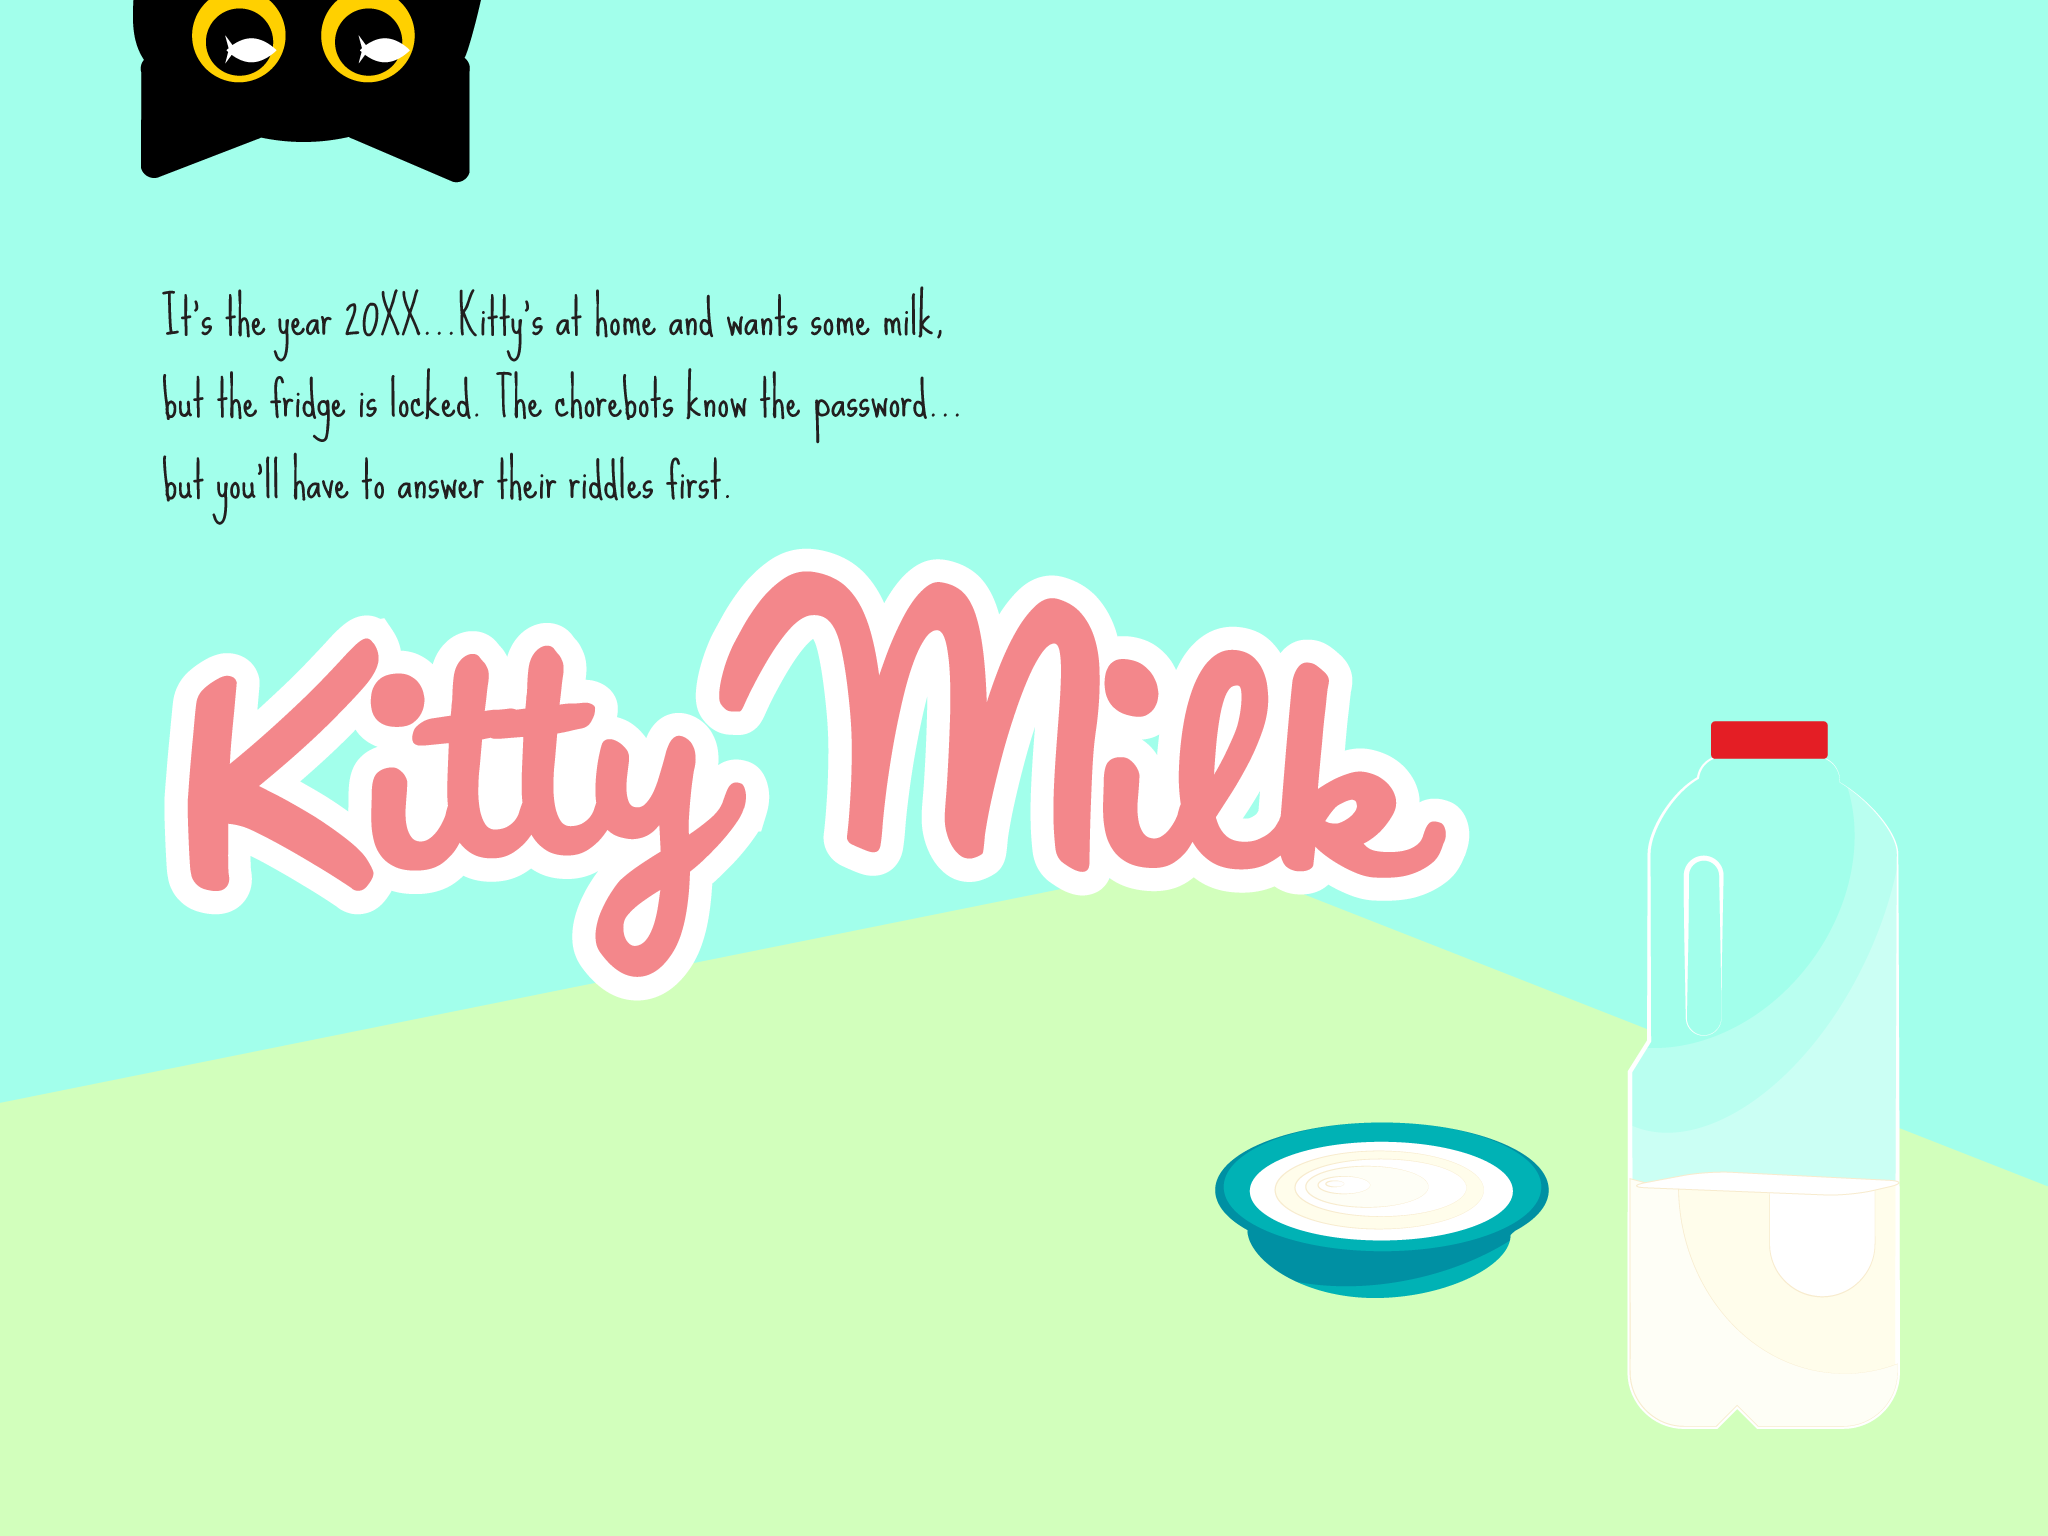 It's the year 20XX...Kitty's at home and wants some milk,
but the fridge is locked. The chorebots know the password...
but you'll have to answer their riddles first.
Kitty Milk